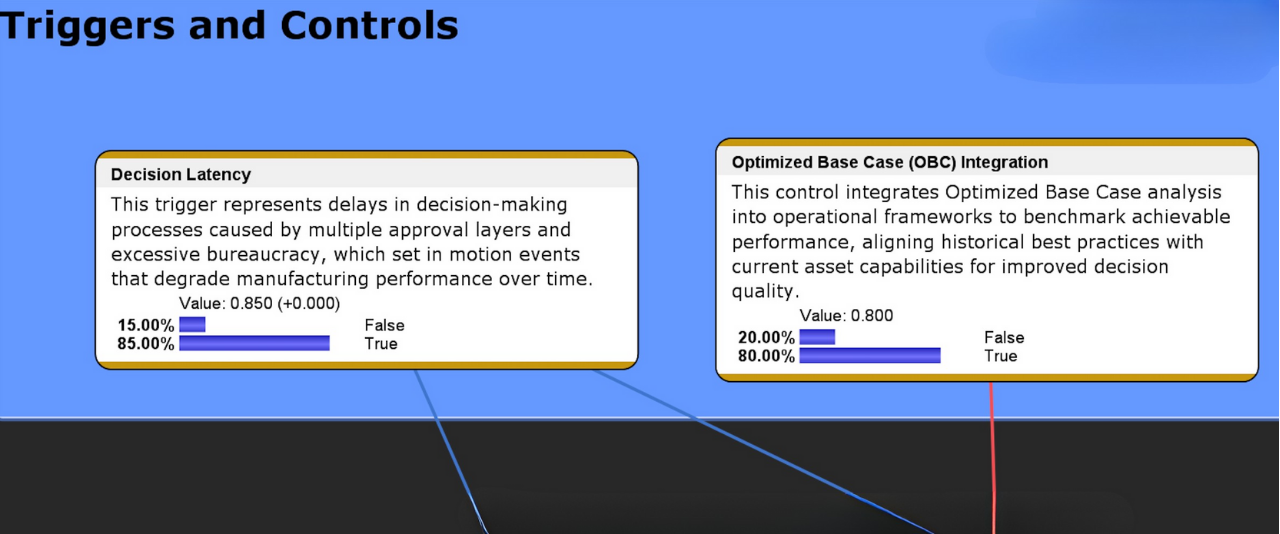 Triggers and Controls
Decision Latency
This trigger represents delays in decision-making
processes caused by multiple approval layers and
excessive bureaucracy, which set in motion events
that degrade manufacturing performance over time.
Value: 0.850 (+0.000)
15.00% False
85.00% True
Optimized Base Case (OBC) Integration
This control integrates Optimized Base Case analysis
into operational frameworks to benchmark achievable
performance, aligning historical best practices with
current asset capabilities for improved decision
quality.
Value: 0.800
20.00% False
80.00% True